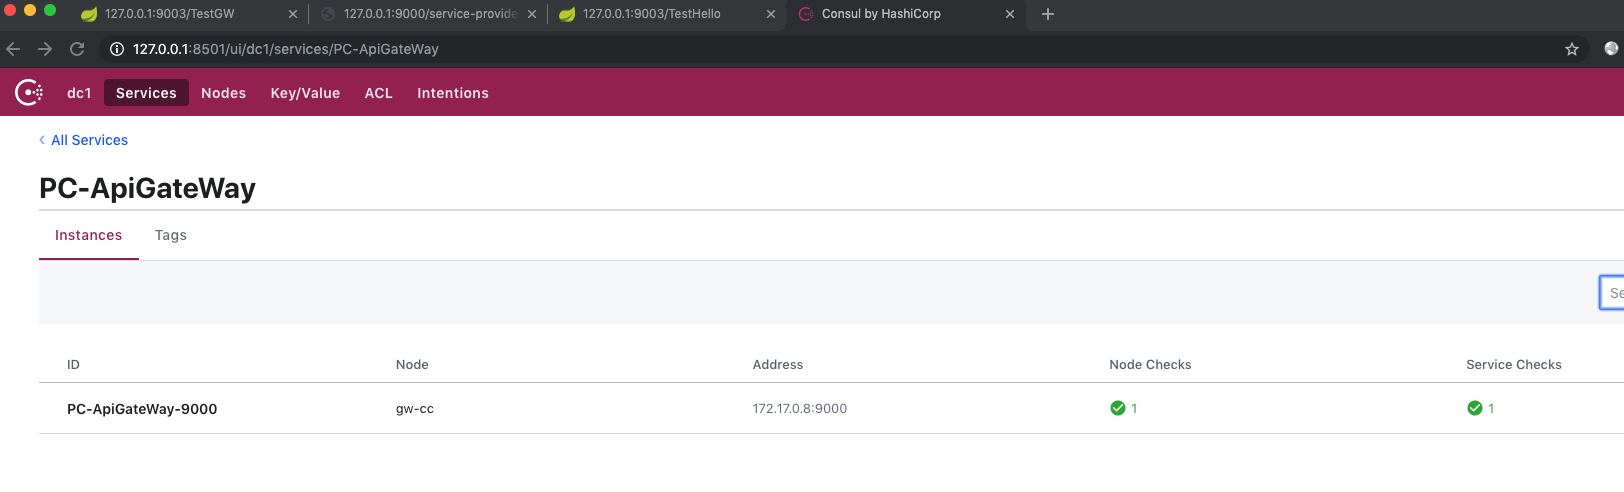 127.0.0.1:9003/TestGW
127.0.0.1:9000/service-provide
127.0.0.1:9003/TestHello
Consul by HashiCorp
127.0.0.1:8501/ui/dc1/services/PC-ApiGateWay
dc1 Services Nodes Key/Value ACL Intentions
All Services
PC-ApiGateWay
Instances Tags
Se
ID Node Address Node Checks Service Checks
PC-ApiGateWay-9000 gw-cc 172.17.0.8:9000 1 1